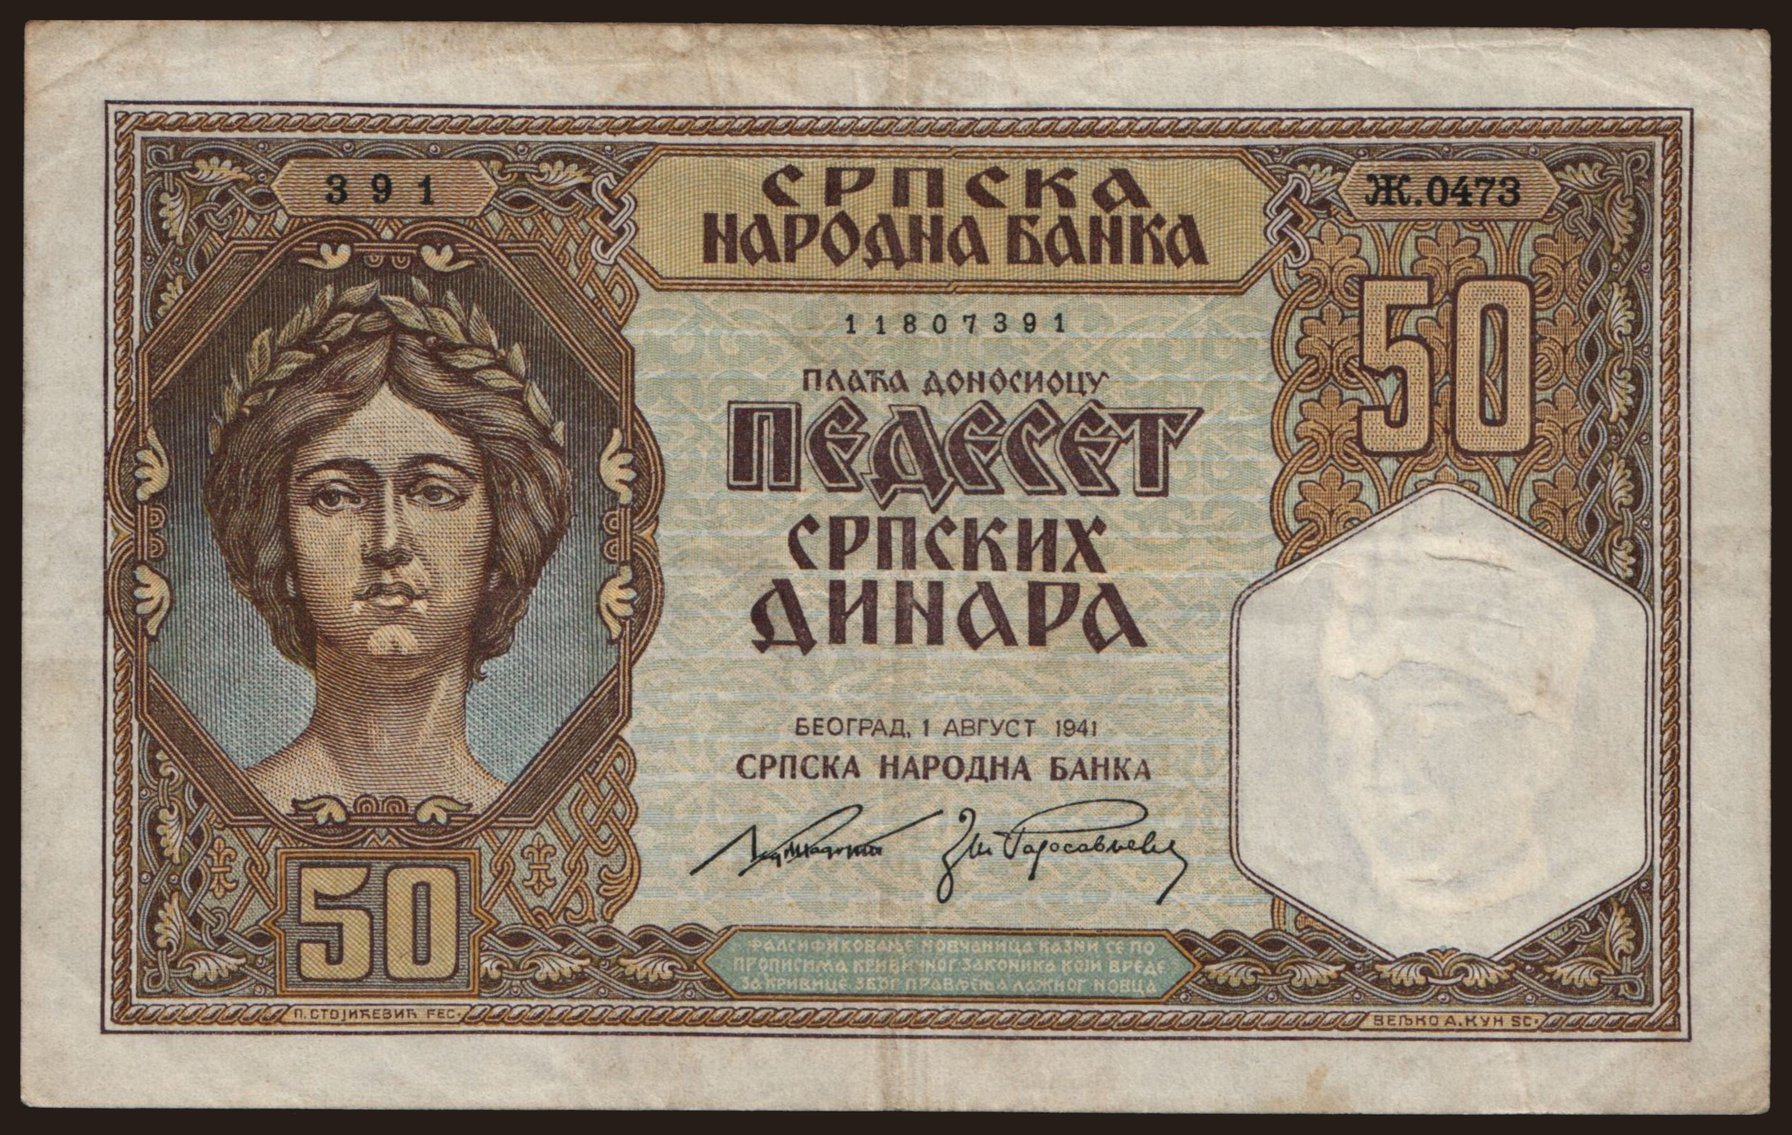 391
Ж.0473
СРПСКА
НАРОДНА БАНКА
50
11807391
ПЛАЋА ДОНОСИОЦУ
ПЕДЕСЕТ
СРПСКИХ
ДИНАРА
БЕОГРАД, 1 АВГУСТ 1941
СРПСКА НАРОДНА БАНКА
50
ФАЛСИФИКОВАЊЕ НОВЧАНИЦА КАЗНИ СЕ ПО
ПРОПИСИМА КРИВИЧНОГ ЗАКОНИКА КОЈИ ВРЕДЕ
ЗА КРИВИЦЕ ЗБОГ ПРАВЉЕЊА ЛАЖНОГ НОВЦА
П. СТОЈИЋЕВИЋ FEC.
ВЕЉКО А. КУН SC.